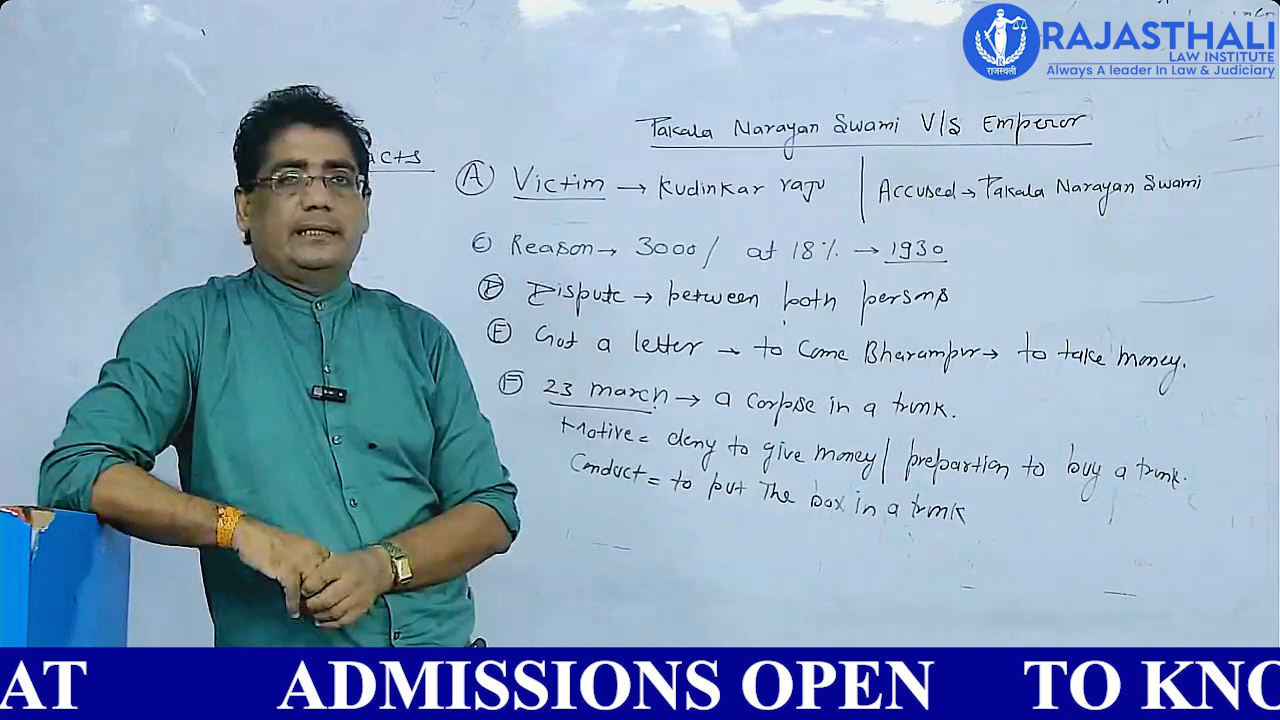 RAJASTHALI
LAW INSTITUTE
राजस्थली
Always A leader In Law & Judiciary
Pakala Narayan Swami V/S Emperor
acts
(A) Victim → Kudinkar raju | Accused → Pakala Narayan Swami
(C) Reason → 3000/ at 18% → 1930
(D) Dispute → between both persons
(E) Got a letter → to Come Bharampur → to take money.
(F) 23 march → a corpse in a trunk.
Motive = deny to give money / prepartion to buy a trunk.
Conduct = to put The box in a trunk
AT ADMISSIONS OPEN TO KNO